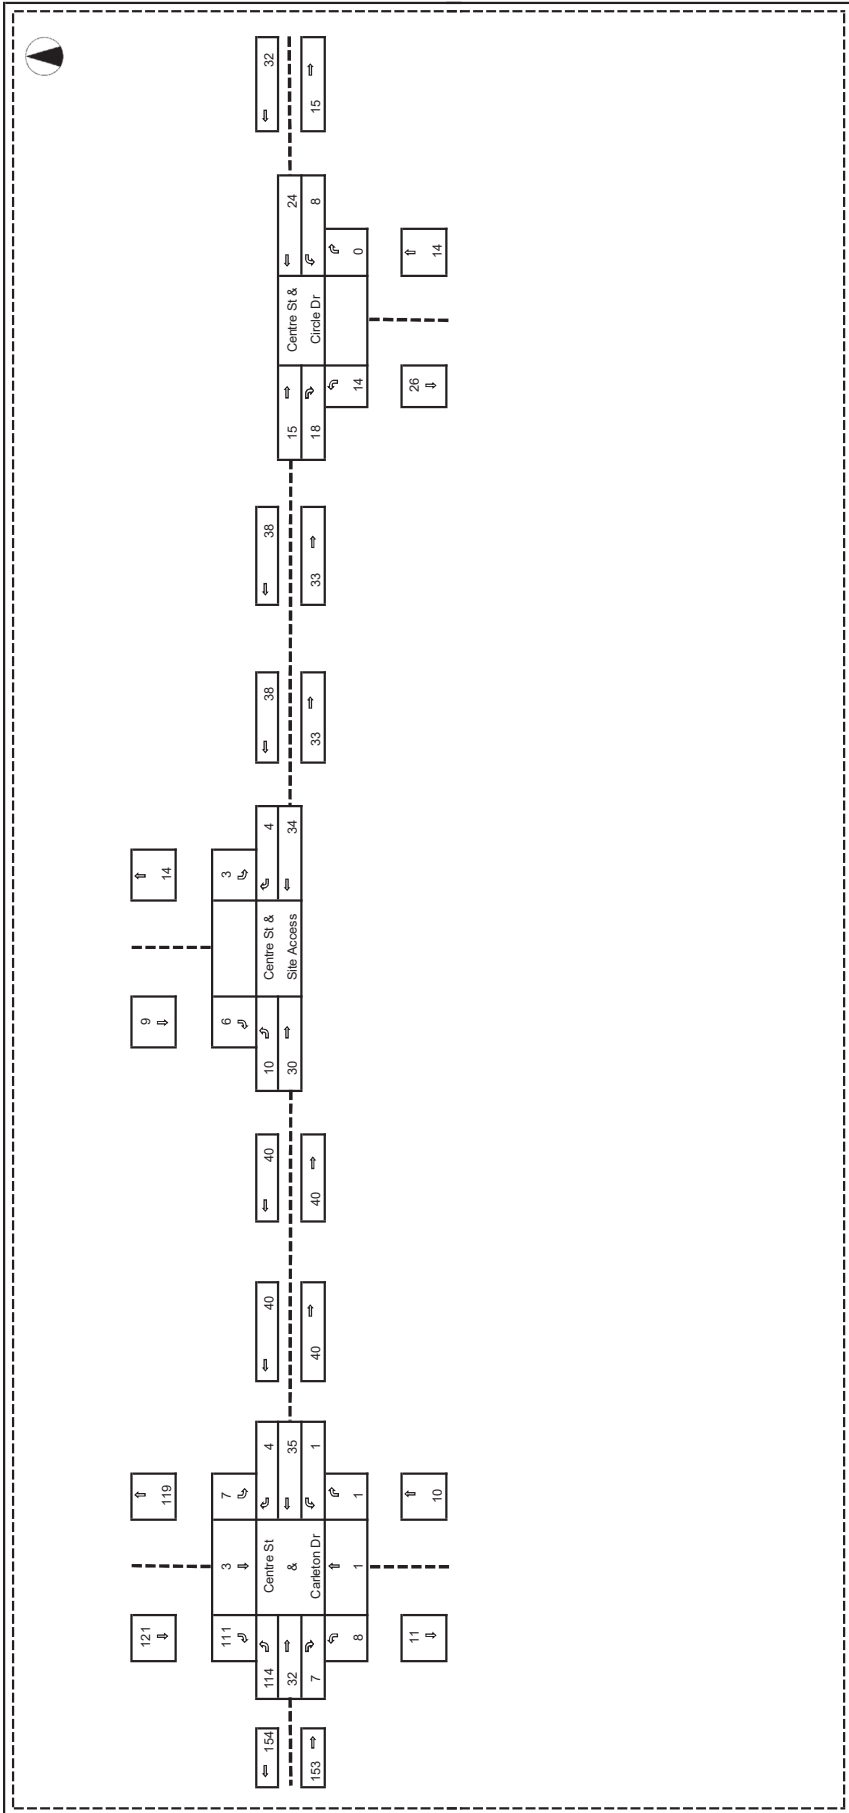 121 9
119 14
111 3 7 6 3
154 114 Centre St 4 40 40 10 Centre St & 4 38 38 32
32 & 35 30 Site Access 34 15 Centre St & 24
153 7 Carleton Dr 1 40 40 33 33 18 Circle Dr 8 15
8 1 1 14 0
11 26
10 14